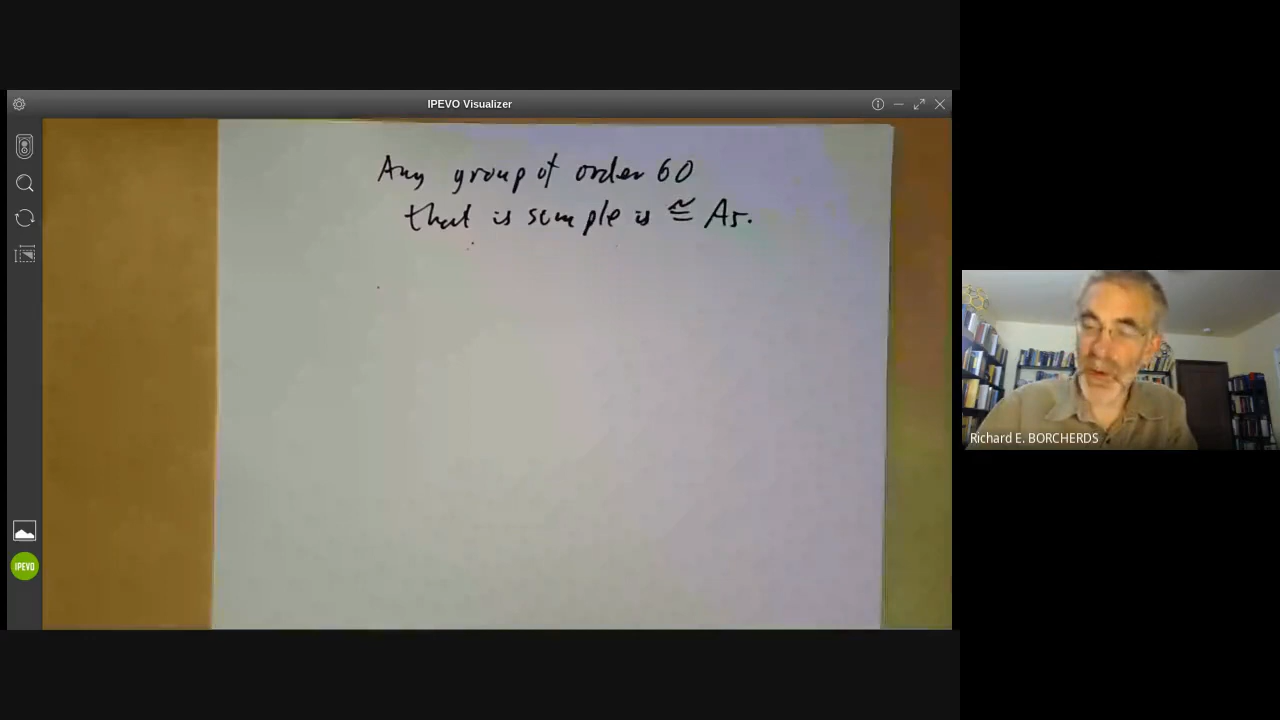 IPEVO Visualizer
Any group of order 60
that is simple is ≅ A5.
IPEVO
Richard E. BORCHERDS